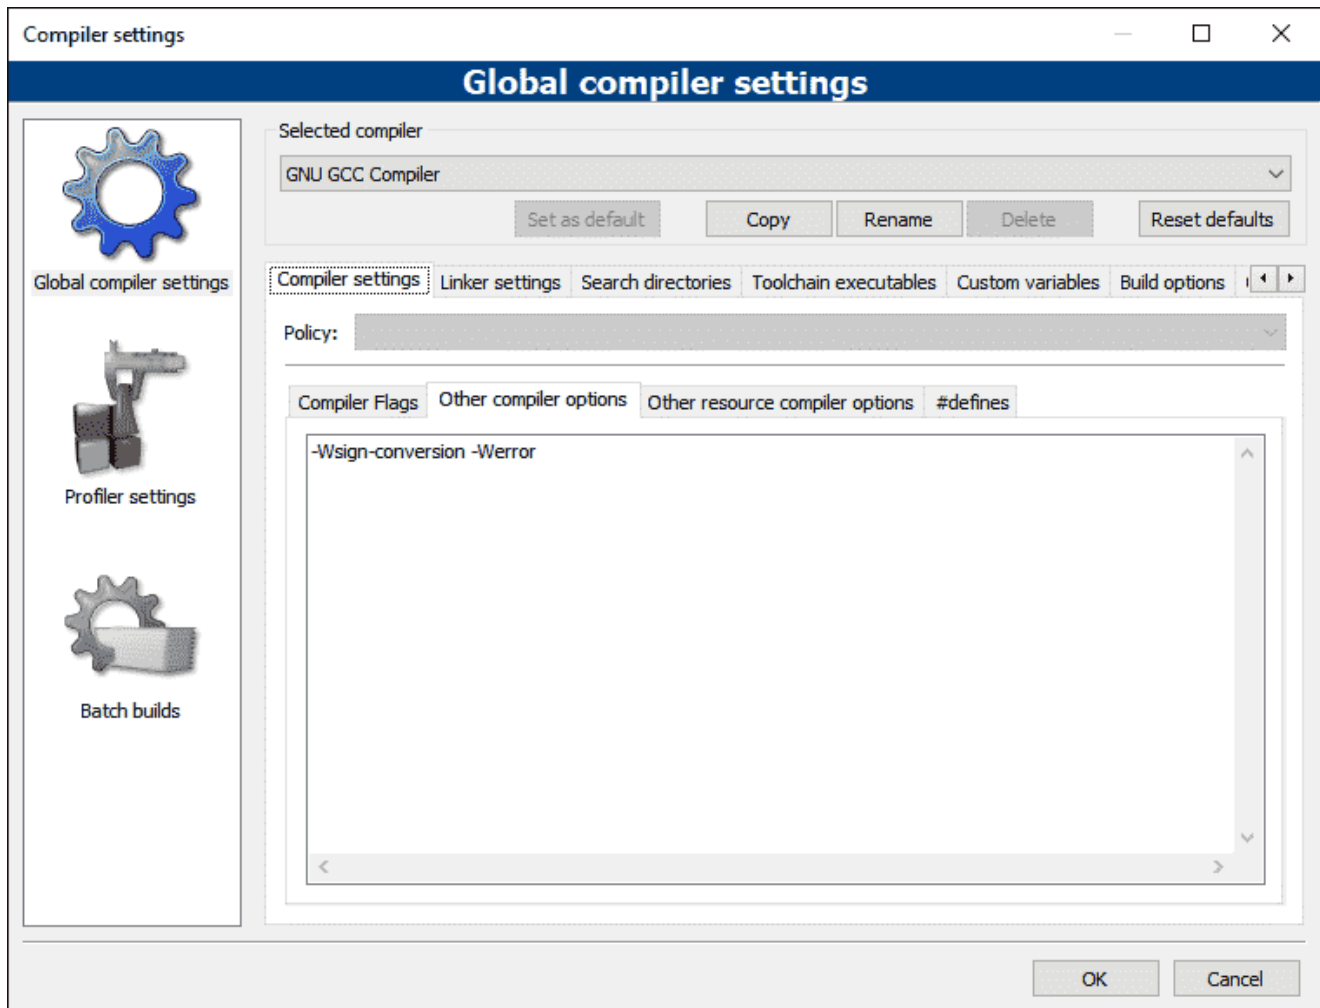 Compiler settings
Global compiler settings
Global compiler settings
Profiler settings
Batch builds
Selected compiler
GNU GCC Compiler
Set as default Copy Rename Delete Reset defaults
Compiler settings Linker settings Search directories Toolchain executables Custom variables Build options
Policy:
Compiler Flags Other compiler options Other resource compiler options #defines
-Wsign-conversion -Werror
OK Cancel